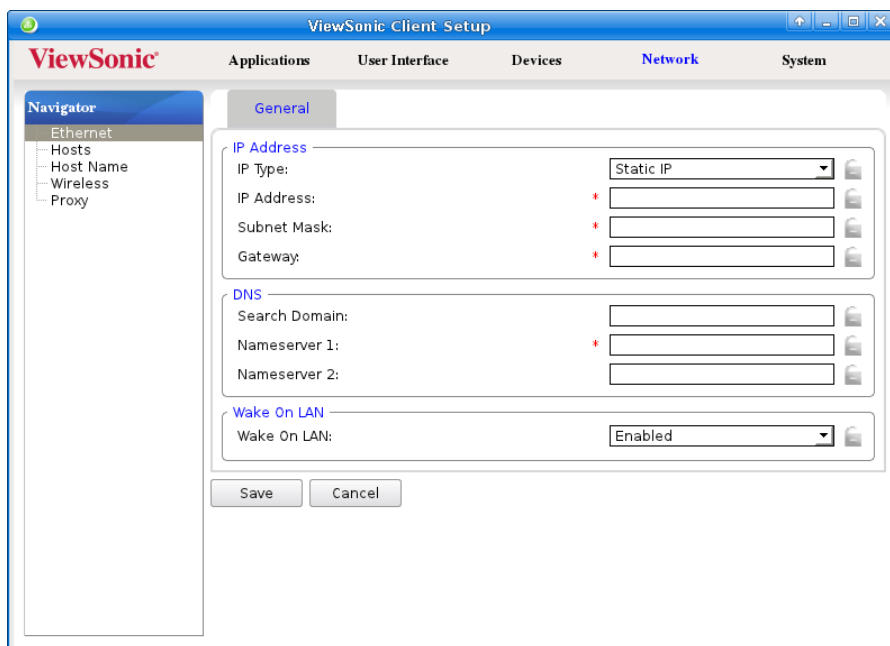 ViewSonic Client Setup
ViewSonic®
Applications User Interface Devices Network System
Navigator
Ethernet
Hosts
Host Name
Wireless
Proxy
General
IP Address
IP Type: Static IP
IP Address: *
Subnet Mask: *
Gateway: *
DNS
Search Domain:
Nameserver 1: *
Nameserver 2:
Wake On LAN
Wake On LAN: Enabled
Save Cancel